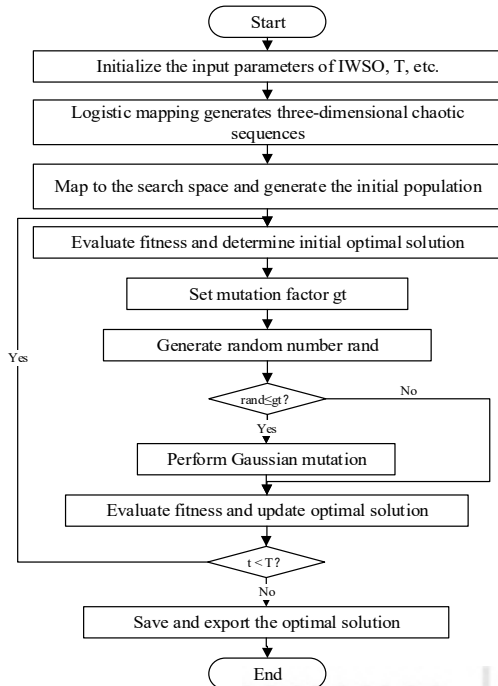 Start
Initialize the input parameters of IWSO, T, etc.
Logistic mapping generates three-dimensional chaotic
sequences
Map to the search space and generate the initial population
Evaluate fitness and determine initial optimal solution
Set mutation factor gt
Yes
Generate random number rand
rand≤gt?
No
Yes
Perform Gaussian mutation
Evaluate fitness and update optimal solution
t < T?
No
Save and export the optimal solution
End